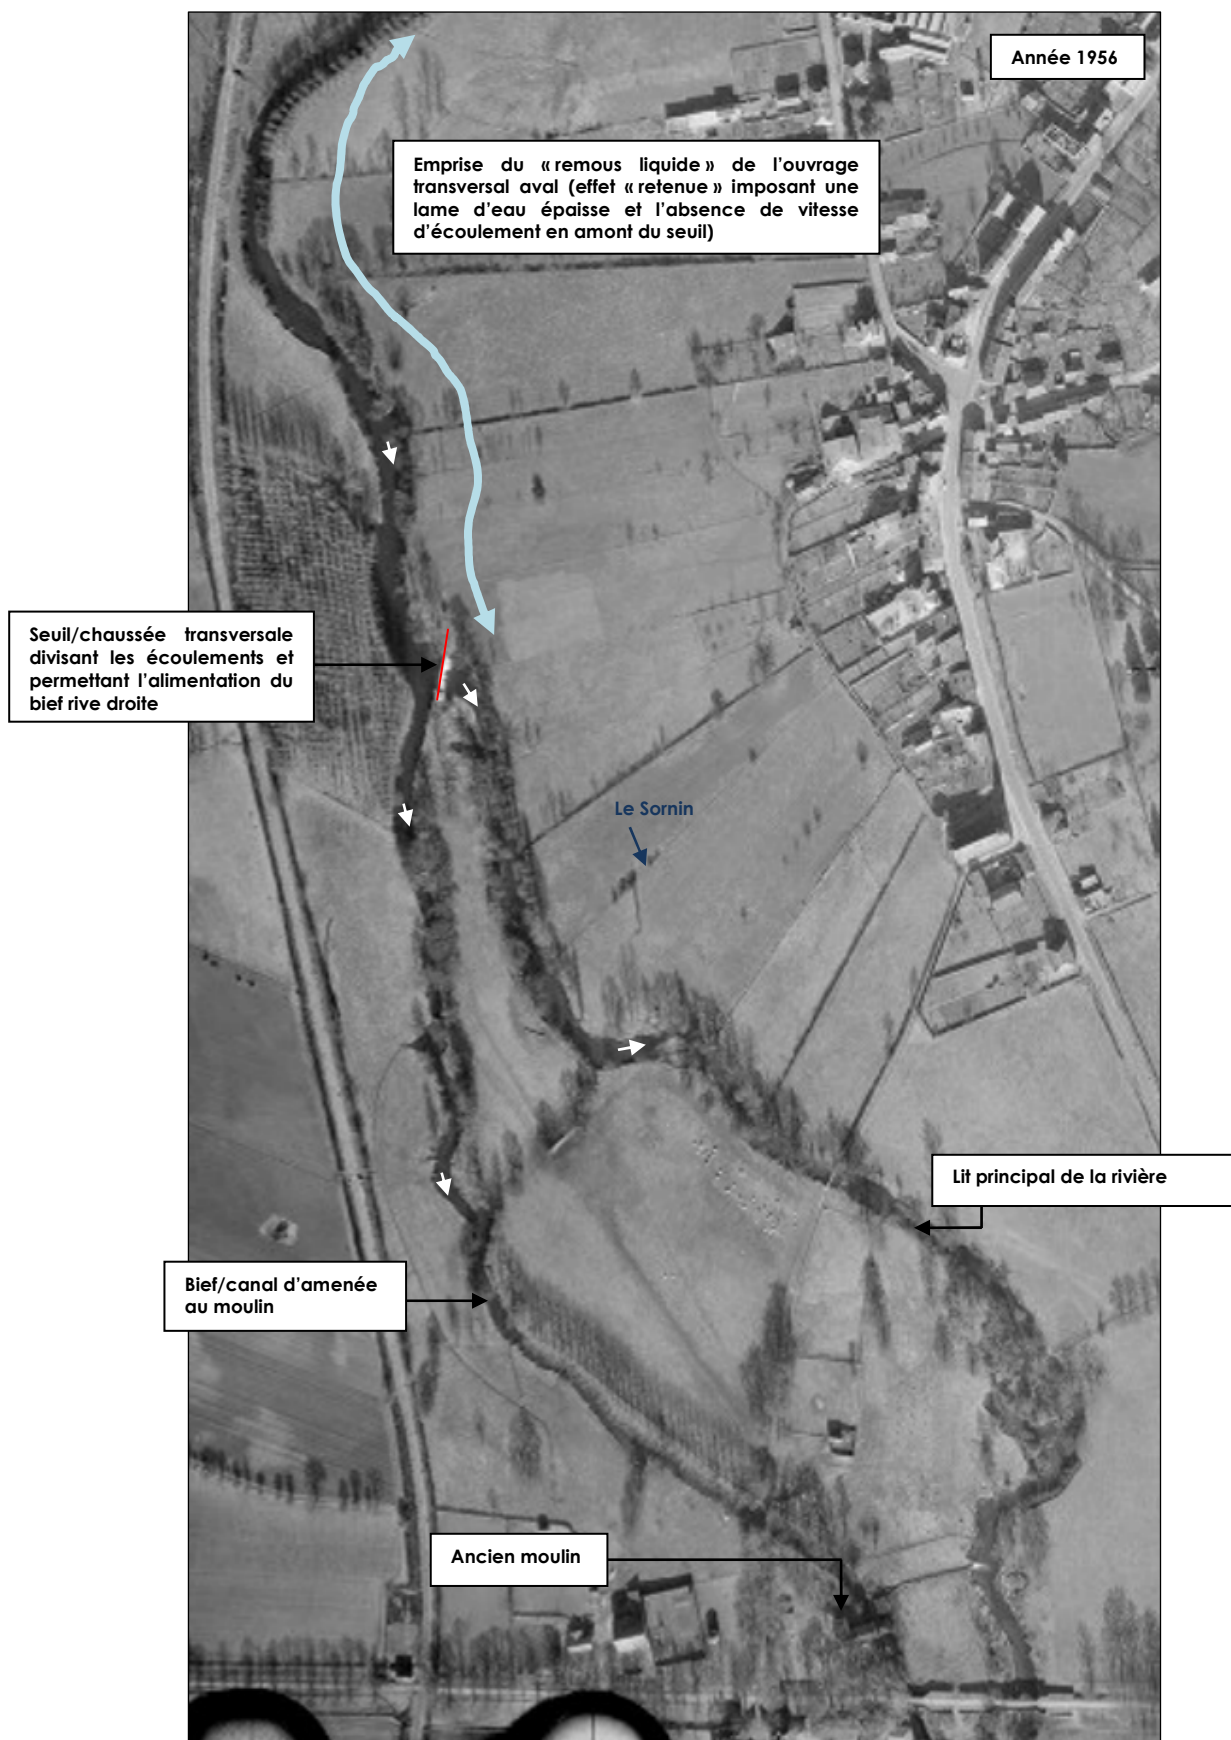 Année 1956
Emprise du « remous liquide » de l’ouvrage
transversal aval (effet « retenue » imposant une
lame d’eau épaisse et l’absence de vitesse
d’écoulement en amont du seuil)
Seuil/chaussée transversale
divisant les écoulements et
permettant l’alimentation du
bief rive droite
Le Sornin
Lit principal de la rivière
Bief/canal d’amenée
au moulin
Ancien moulin